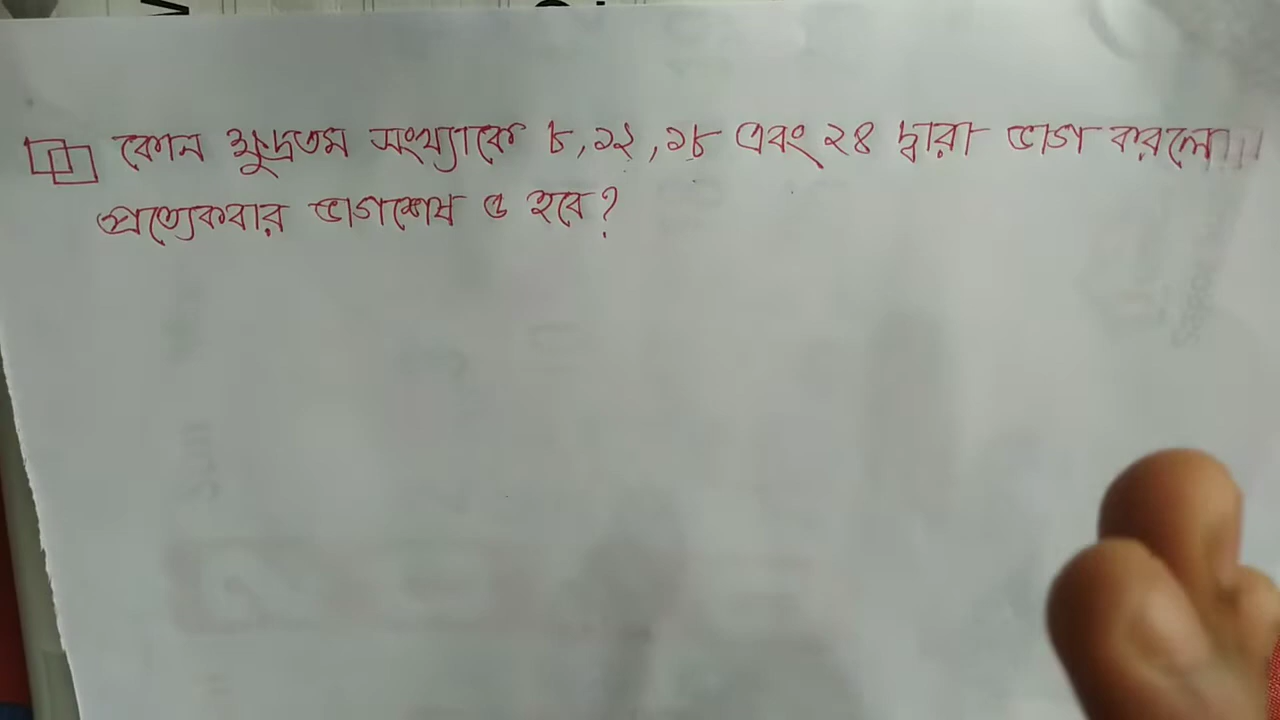 কোন ক্ষুদ্রতম সংখ্যাকে ৮, ১২, ১৮ এবং ২৪ দ্বারা ভাগ করলে
প্রত্যেকবার ভাগশেষ ৫ হবে?